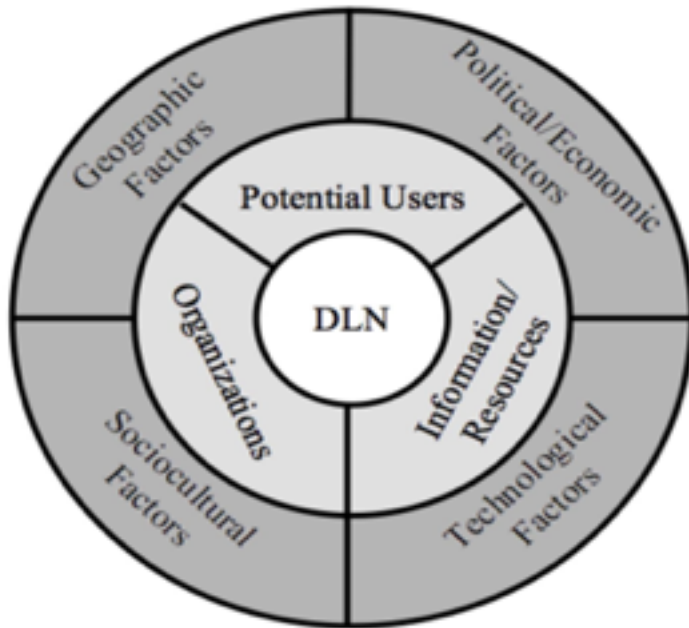 Geographic
Factors
Political/Economic
Factors
Potential Users
Organizations
DLN
Information/
Resources
Sociocultural
Factors
Technological
Factors